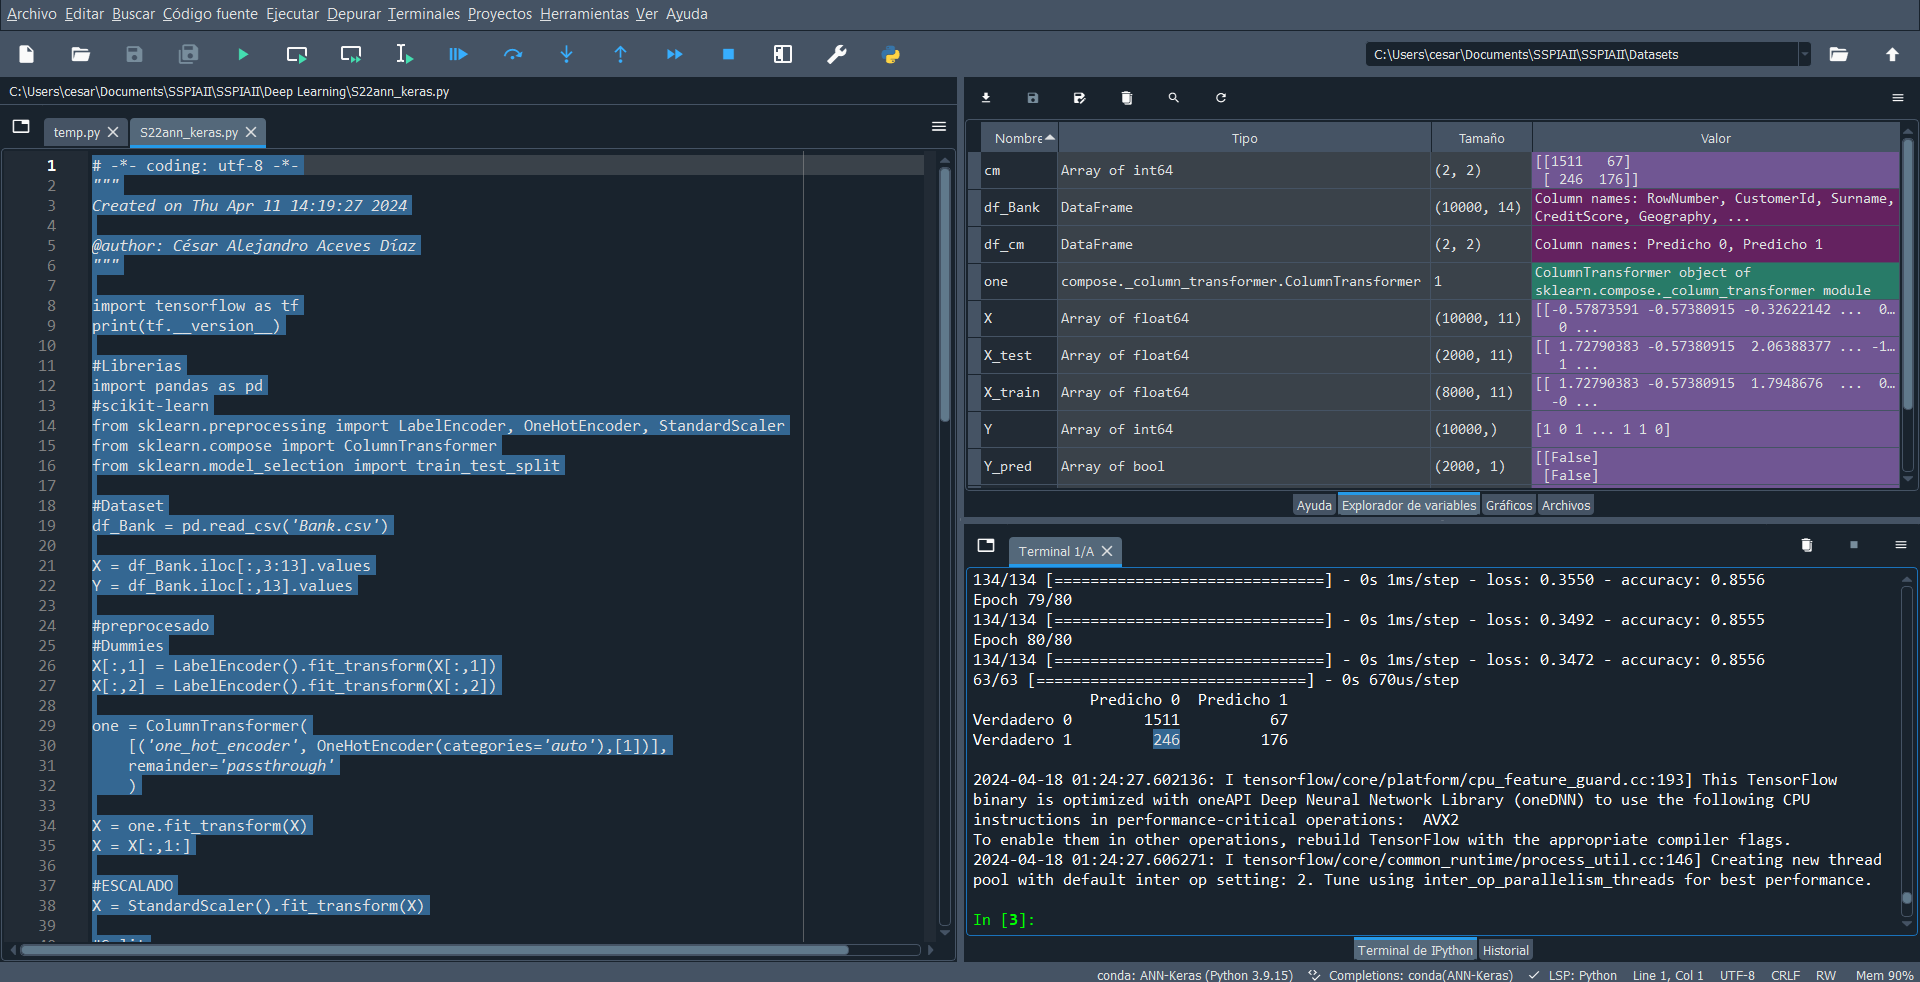 Archivo Editar Buscar Código fuente Ejecutar Depurar Terminales Proyectos Herramientas Ver Ayuda
C:\Users\cesar\Documents\SSPIAII\SSPIAII\Datasets
C:\Users\cesar\Documents\SSPIAII\SSPIAII\Deep Learning\S22ann_keras.py
temp.py
S22ann_keras.py
1 # -*- coding: utf-8 -*-
2 """
3 Created on Thu Apr 11 14:19:27 2024
4
5 @author: César Alejandro Aceves Díaz
6 """
7
8 import tensorflow as tf
9 print(tf.__version__)
10
11 #Librerias
12 import pandas as pd
13 #scikit-learn
14 from sklearn.preprocessing import LabelEncoder, OneHotEncoder, StandardScaler
15 from sklearn.compose import ColumnTransformer
16 from sklearn.model_selection import train_test_split
17
18 #Dataset
19 df_Bank = pd.read_csv('Bank.csv')
20
21 X = df_Bank.iloc[:,3:13].values
22 Y = df_Bank.iloc[:,13].values
23
24 #preprocesado
25 #Dummies
26 X[:,1] = LabelEncoder().fit_transform(X[:,1])
27 X[:,2] = LabelEncoder().fit_transform(X[:,2])
28
29 one = ColumnTransformer(
30 [('one_hot_encoder', OneHotEncoder(categories='auto'),[1])],
31 remainder='passthrough'
32 )
33
34 X = one.fit_transform(X)
35 X = X[:,1:]
36
37 #ESCALADO
38 X = StandardScaler().fit_transform(X)
39
Nombre Tipo Tamaño Valor
cm Array of int64 (2, 2) [[1511 67]
[ 246 176]]
df_Bank DataFrame (10000, 14) Column names: RowNumber, CustomerId, Surname,
CreditScore, Geography, ...
df_cm DataFrame (2, 2) Column names: Predicho 0, Predicho 1
one compose._column_transformer.ColumnTransformer 1 ColumnTransformer object of
sklearn.compose._column_transformer module
X Array of float64 (10000, 11) [[-0.57873591 -0.57380915 -0.32622142 ... 0…
0 ...
X_test Array of float64 (2000, 11) [[ 1.72790383 -0.57380915 2.06388377 ... -1…
1 ...
X_train Array of float64 (8000, 11) [[ 1.72790383 -0.57380915 1.7948676 ... 0…
-0 ...
Y Array of int64 (10000,) [1 0 1 ... 1 1 0]
Y_pred Array of bool (2000, 1) [[False]
[False]
Ayuda Explorador de variables Gráficos Archivos
Terminal 1/A
134/134 [==============================] - 0s 1ms/step - loss: 0.3550 - accuracy: 0.8556
Epoch 79/80
134/134 [==============================] - 0s 1ms/step - loss: 0.3492 - accuracy: 0.8555
Epoch 80/80
134/134 [==============================] - 0s 1ms/step - loss: 0.3472 - accuracy: 0.8556
63/63 [==============================] - 0s 670us/step
Predicho 0 Predicho 1
Verdadero 0 1511 67
Verdadero 1 246 176
2024-04-18 01:24:27.602136: I tensorflow/core/platform/cpu_feature_guard.cc:193] This TensorFlow
binary is optimized with oneAPI Deep Neural Network Library (oneDNN) to use the following CPU
instructions in performance-critical operations: AVX2
To enable them in other operations, rebuild TensorFlow with the appropriate compiler flags.
2024-04-18 01:24:27.606271: I tensorflow/core/common_runtime/process_util.cc:146] Creating new thread
pool with default inter op setting: 2. Tune using inter_op_parallelism_threads for best performance.
In [3]:
Terminal de IPython Historial
conda: ANN-Keras (Python 3.9.15) Completions: conda(ANN-Keras) LSP: Python Line 1, Col 1 UTF-8 CRLF RW Mem 90%